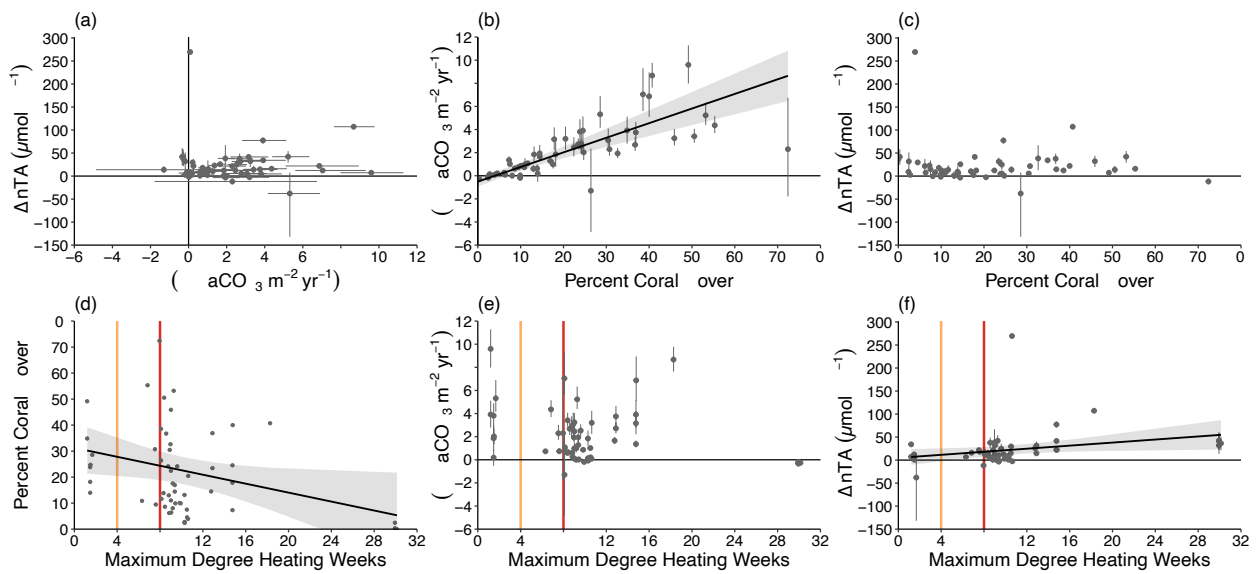 (a)
ΔnTA (µmol ⁻¹)
300
250
200
150
100
50
0
−50
−100
−150
−6 −4 −2 0 2 4 6 8 10 12
( aCO ₃ m⁻² yr⁻¹)
(b)
( aCO ₃ m⁻² yr⁻¹)
12
10
8
6
4
2
0
−2
−4
−6
0 10 20 30 40 50 60 70 0
Percent Coral over
(c)
ΔnTA (µmol ⁻¹)
300
250
200
150
100
50
0
−50
−100
−150
0 10 20 30 40 50 60 70 0
Percent Coral over
(d)
Percent Coral over
0
70
60
50
40
30
20
10
0
0 4 8 12 16 20 24 28 32
Maximum Degree Heating Weeks
(e)
( aCO ₃ m⁻² yr⁻¹)
12
10
8
6
4
2
0
−2
−4
−6
0 4 8 12 16 20 24 28 32
Maximum Degree Heating Weeks
(f)
ΔnTA (µmol ⁻¹)
300
250
200
150
100
50
0
−50
−100
−150
0 4 8 12 16 20 24 28 32
Maximum Degree Heating Weeks